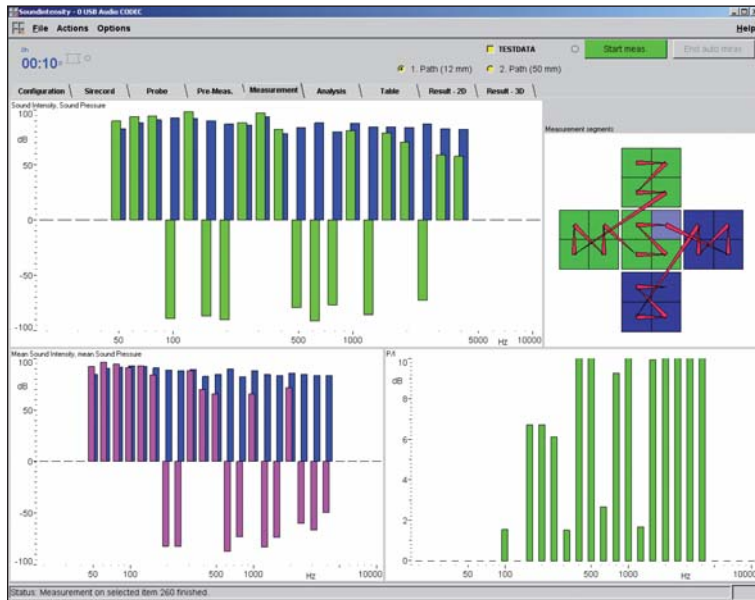 SoundIntensity - 0 USB Audio CODEC
File Actions Options Help
0h
00:10
TESTDATA
Start meas.
End auto meas
1. Path (12 mm) 2. Path (50 mm)
Configuration Sirecord Probe Pre-Meas. Measurement Analysis Table Result - 2D Result - 3D
Sound Intensity, Sound Pressure
100
dB
50
0
-50
-100
50 100 500 1000 5000 Hz 10000
Measurement segments
Mean Sound Intensity, mean Sound Pressure
100
dB
50
0
-50
-100
50 100 500 1000 Hz 10000
P/I
10
dB
8
6
4
2
0
50 100 500 1000 Hz 10000
Status: Measurement on selected item 260 finished.